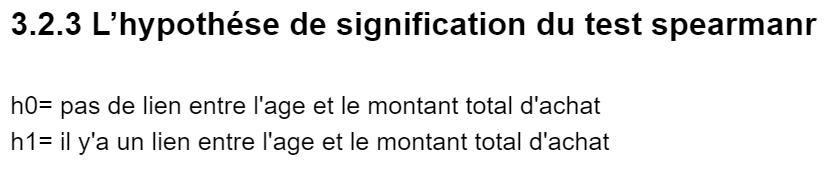 3.2.3 L’hypothése de signification du test spearmanr
h0= pas de lien entre l'age et le montant total d'achat
h1= il y'a un lien entre l'age et le montant total d'achat